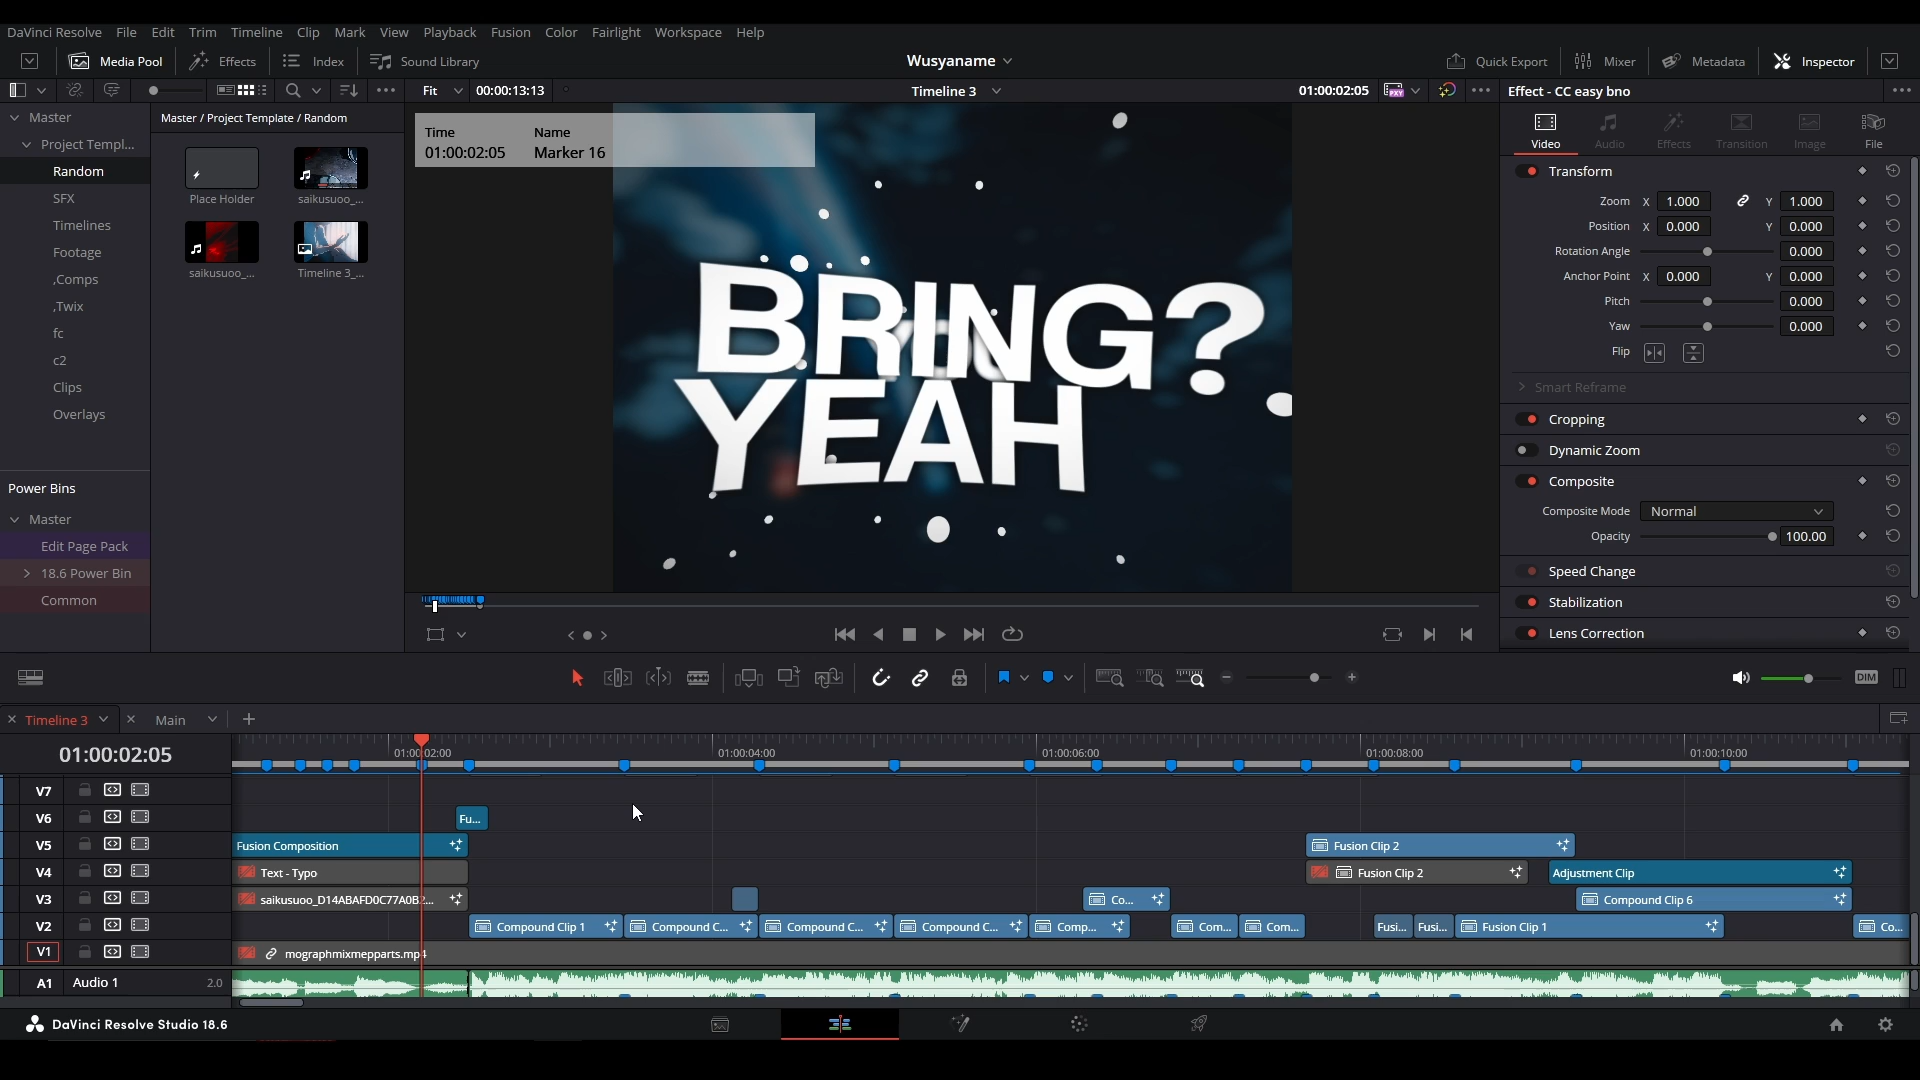 DaVinci Resolve File Edit Trim Timeline Clip Mark View Playback Fusion Color Fairlight Workspace Help
Media Pool Effects Index Sound Library Wusyaname Quick Export Mixer Metadata Inspector
Fit 00:00:13:13 Timeline 3 01:00:02:05 PXY Effect - CC easy bno
Master
Project Templ...
Random
SFX
Timelines
Footage
,Comps
,Twix
fc
c2
Clips
Overlays
Power Bins
Master
Edit Page Pack
18.6 Power Bin
Common
Master / Project Template / Random
Place Holder saikusuoo_...
saikusuoo_... Timeline 3_...
Time Name
01:00:02:05 Marker 16
BRING?
YEAH
Video Audio Effects Transition Image File
Transform
Zoom X 1.000 Y 1.000
Position X 0.000 Y 0.000
Rotation Angle 0.000
Anchor Point X 0.000 Y 0.000
Pitch 0.000
Yaw 0.000
Flip
Smart Reframe
Cropping
Dynamic Zoom
Composite
Composite Mode Normal
Opacity 100.00
Speed Change
Stabilization
Lens Correction
DIM
Timeline 3 Main
01:00:02:05 01:00:02:00 01:00:04:00 01:00:06:00 01:00:08:00 01:00:10:00
V7
V6 Fu...
V5 Fusion Composition Fusion Clip 2
V4 Text - Typo Fusion Clip 2 Adjustment Clip
V3 saikusuoo_D14ABAFD0C77A0B2... Co... Compound Clip 6
V2 Compound Clip 1 Compound C... Compound C... Compound C... Comp... Com... Com... Fusi... Fusi... Fusion Clip 1 Co...
V1 mographmixmepparts.mp4
A1 Audio 1 2.0
DaVinci Resolve Studio 18.6